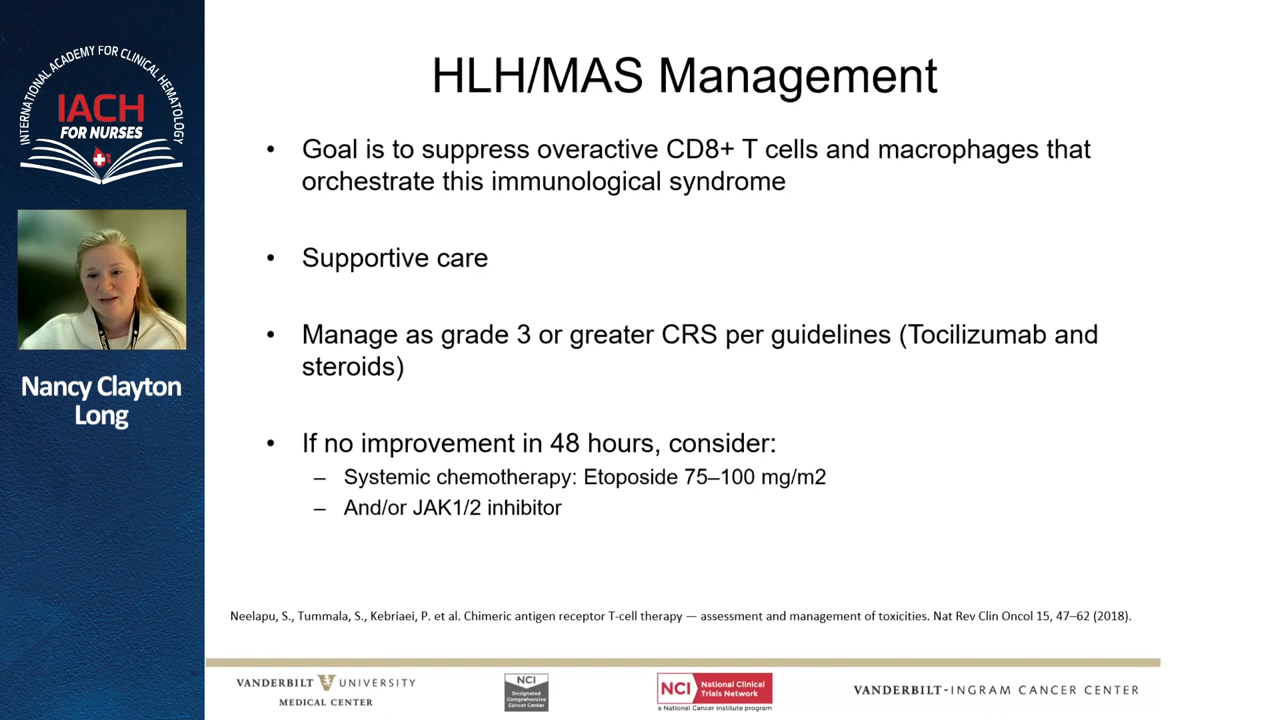 INTERNATIONAL ACADEMY FOR CLINICAL HEMATOLOGY
IACH
FOR NURSES
Nancy Clayton
Long
HLH/MAS Management
• Goal is to suppress overactive CD8+ T cells and macrophages that
orchestrate this immunological syndrome
• Supportive care
• Manage as grade 3 or greater CRS per guidelines (Tocilizumab and
steroids)
• If no improvement in 48 hours, consider:
– Systemic chemotherapy: Etoposide 75–100 mg/m2
– And/or JAK1/2 inhibitor
Neelapu, S., Tummala, S., Kebriaei, P. et al. Chimeric antigen receptor T-cell therapy — assessment and management of toxicities. Nat Rev Clin Oncol 15, 47–62 (2018).
VANDERBILT UNIVERSITY
MEDICAL CENTER
NCI
Designated
Comprehensive
Cancer Center
NCI
National Clinical
Trials Network
a National Cancer Institute program
VANDERBILT-INGRAM CANCER CENTER